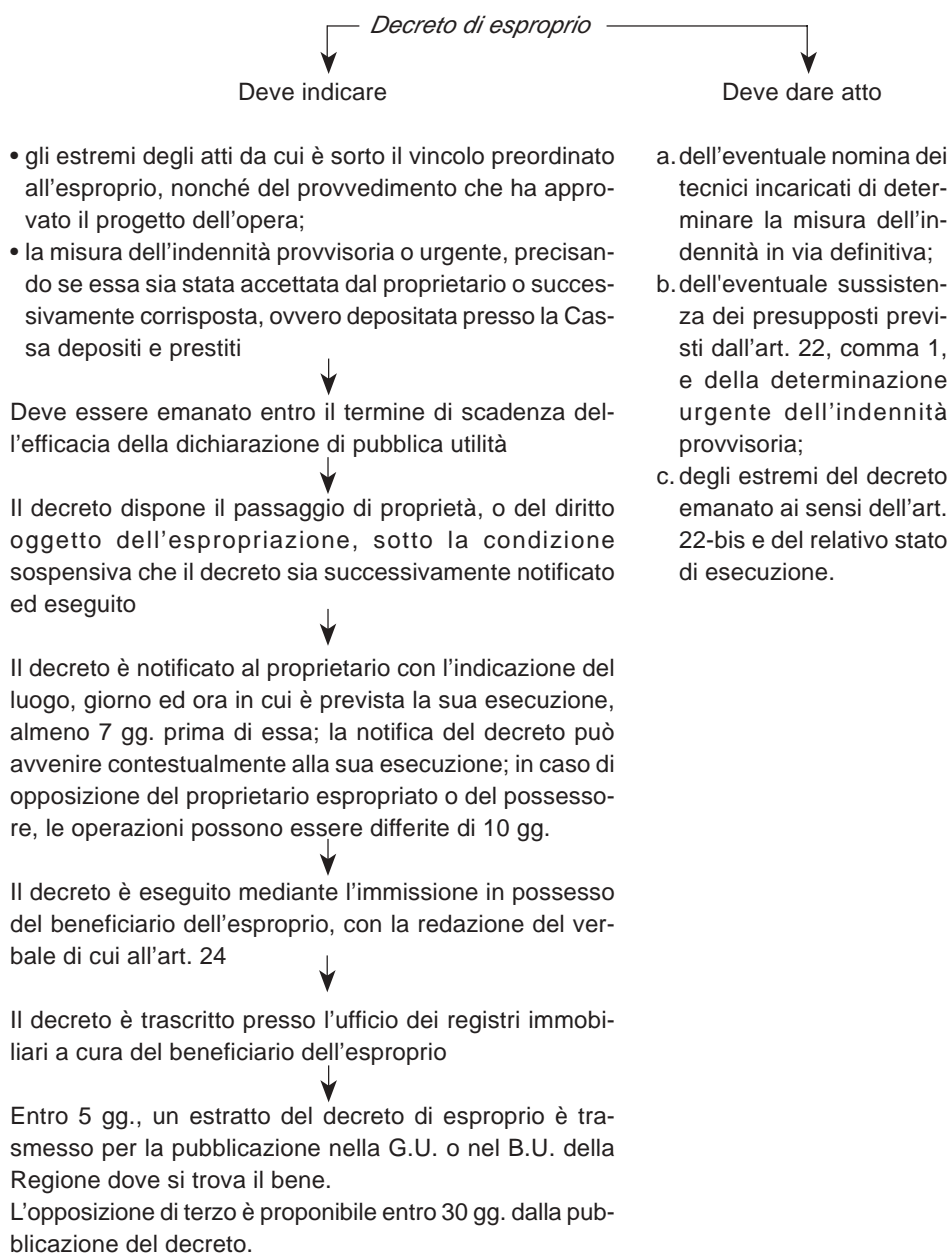 Decreto di esproprio
Deve indicare
• gli estremi degli atti da cui è sorto il vincolo preordinato
all'esproprio, nonché del provvedimento che ha appro-
vato il progetto dell'opera;
• la misura dell'indennità provvisoria o urgente, precisan-
do se essa sia stata accettata dal proprietario o succes-
sivamente corrisposta, ovvero depositata presso la Cas-
sa depositi e prestiti
Deve essere emanato entro il termine di scadenza del-
l'efficacia della dichiarazione di pubblica utilità
Il decreto dispone il passaggio di proprietà, o del diritto
oggetto dell'espropriazione, sotto la condizione
sospensiva che il decreto sia successivamente notificato
ed eseguito
Il decreto è notificato al proprietario con l'indicazione del
luogo, giorno ed ora in cui è prevista la sua esecuzione,
almeno 7 gg. prima di essa; la notifica del decreto può
avvenire contestualmente alla sua esecuzione; in caso di
opposizione del proprietario espropriato o del possesso-
re, le operazioni possono essere differite di 10 gg.
Il decreto è eseguito mediante l'immissione in possesso
del beneficiario dell'esproprio, con la redazione del ver-
bale di cui all'art. 24
Il decreto è trascritto presso l'ufficio dei registri immobi-
liari a cura del beneficiario dell'esproprio
Entro 5 gg., un estratto del decreto di esproprio è tra-
smesso per la pubblicazione nella G.U. o nel B.U. della
Regione dove si trova il bene.
L'opposizione di terzo è proponibile entro 30 gg. dalla pub-
blicazione del decreto.
Deve dare atto
a. dell'eventuale nomina dei
tecnici incaricati di deter-
minare la misura dell'in-
dennità in via definitiva;
b. dell'eventuale sussisten-
za dei presupposti previ-
sti dall'art. 22, comma 1,
e della determinazione
urgente dell'indennità
provvisoria;
c. degli estremi del decreto
emanato ai sensi dell'art.
22-bis e del relativo stato
di esecuzione.